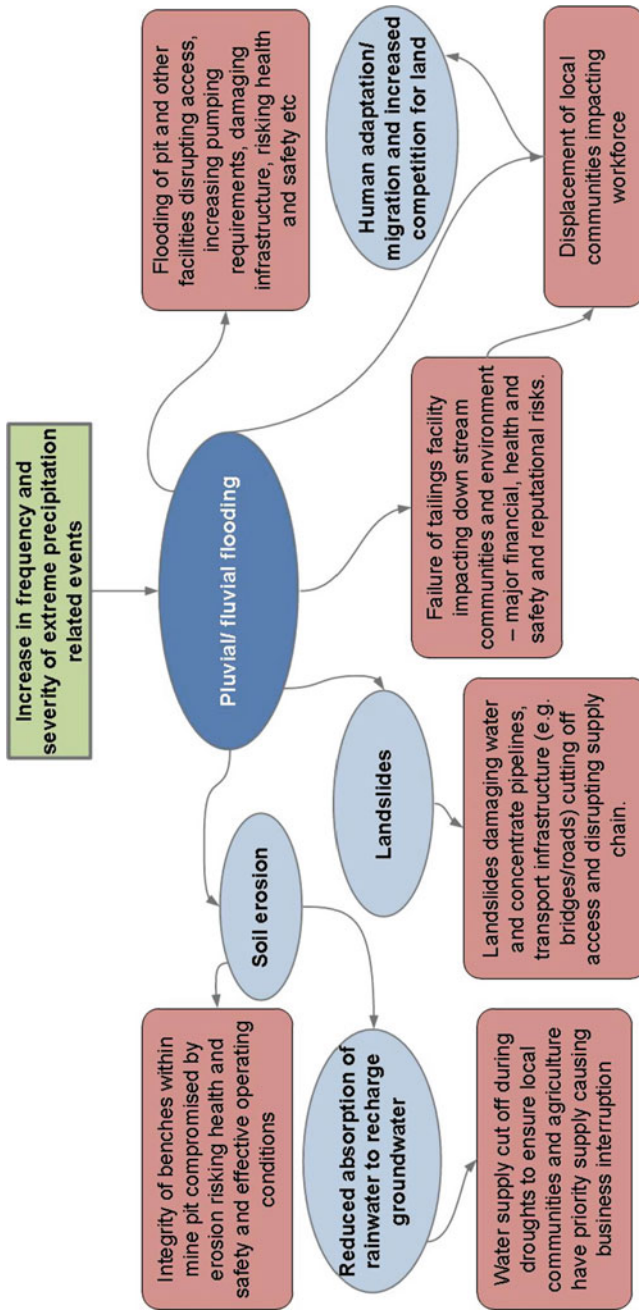 Increase in frequency and
severity of extreme precipitation
related events
Pluvial/ fluvial flooding
Flooding of pit and other
facilities disrupting access,
increasing pumping
requirements, damaging
infrastructure, risking health
and safety etc
Human adaptation/
migration and increased
competition for land
Displacement of local
communities impacting
workforce
Failure of tailings facility
impacting down stream
communities and environment
– major financial, health and
safety and reputational risks.
Landslides
Landslides damaging water
and concentrate pipelines,
transport infrastructure (e.g.
bridges/roads) cutting off
access and disrupting supply
chain.
Soil erosion
Integrity of benches within
mine pit compromised by
erosion risking health and
safety and effective operating
conditions
Reduced absorption of
rainwater to recharge
groundwater
Water supply cut off during
droughts to ensure local
communities and agriculture
have priority supply causing
business interruption